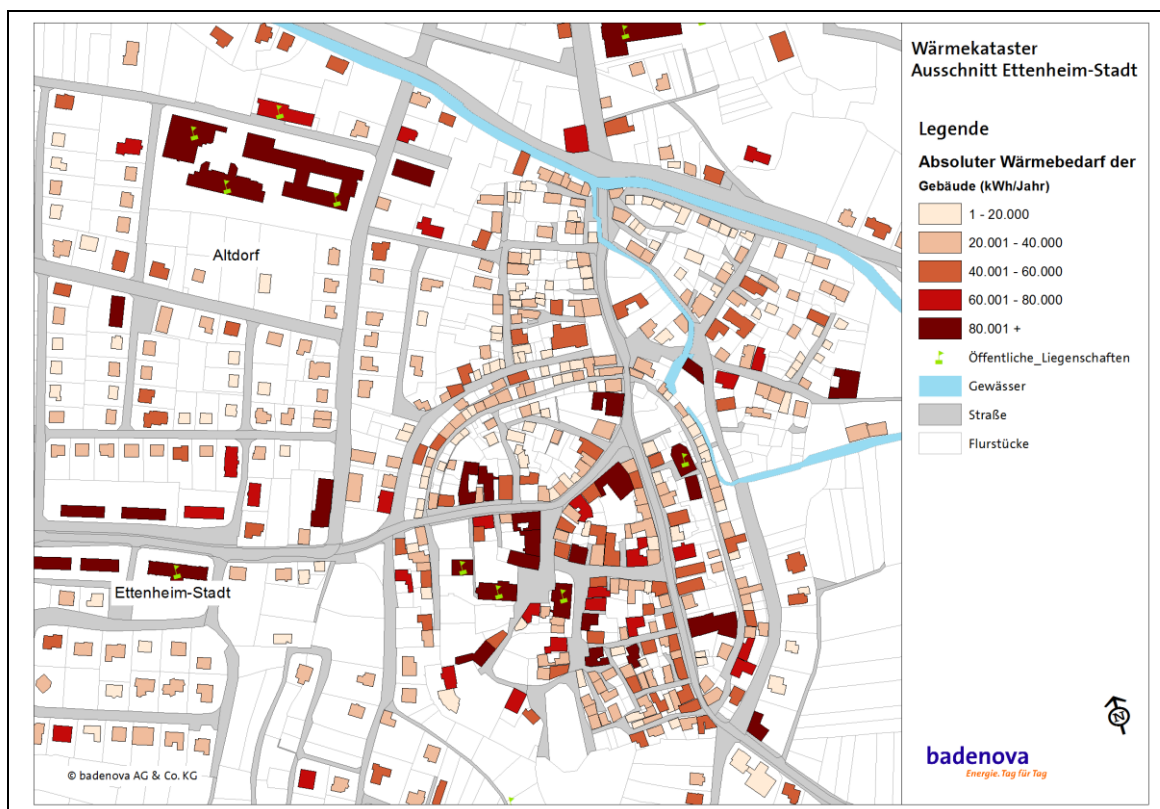 Wärmekataster
Ausschnitt Ettenheim-Stadt
Legende
Absoluter Wärmebedarf der
Gebäude (kWh/Jahr)
1 - 20.000
20.001 - 40.000
40.001 - 60.000
60.001 - 80.000
80.001 +
Öffentliche_Liegenschaften
Gewässer
Straße
Flurstücke
Altdorf
Ettenheim-Stadt
© badenova AG & Co. KG
N
badenova
Energie. Tag für Tag